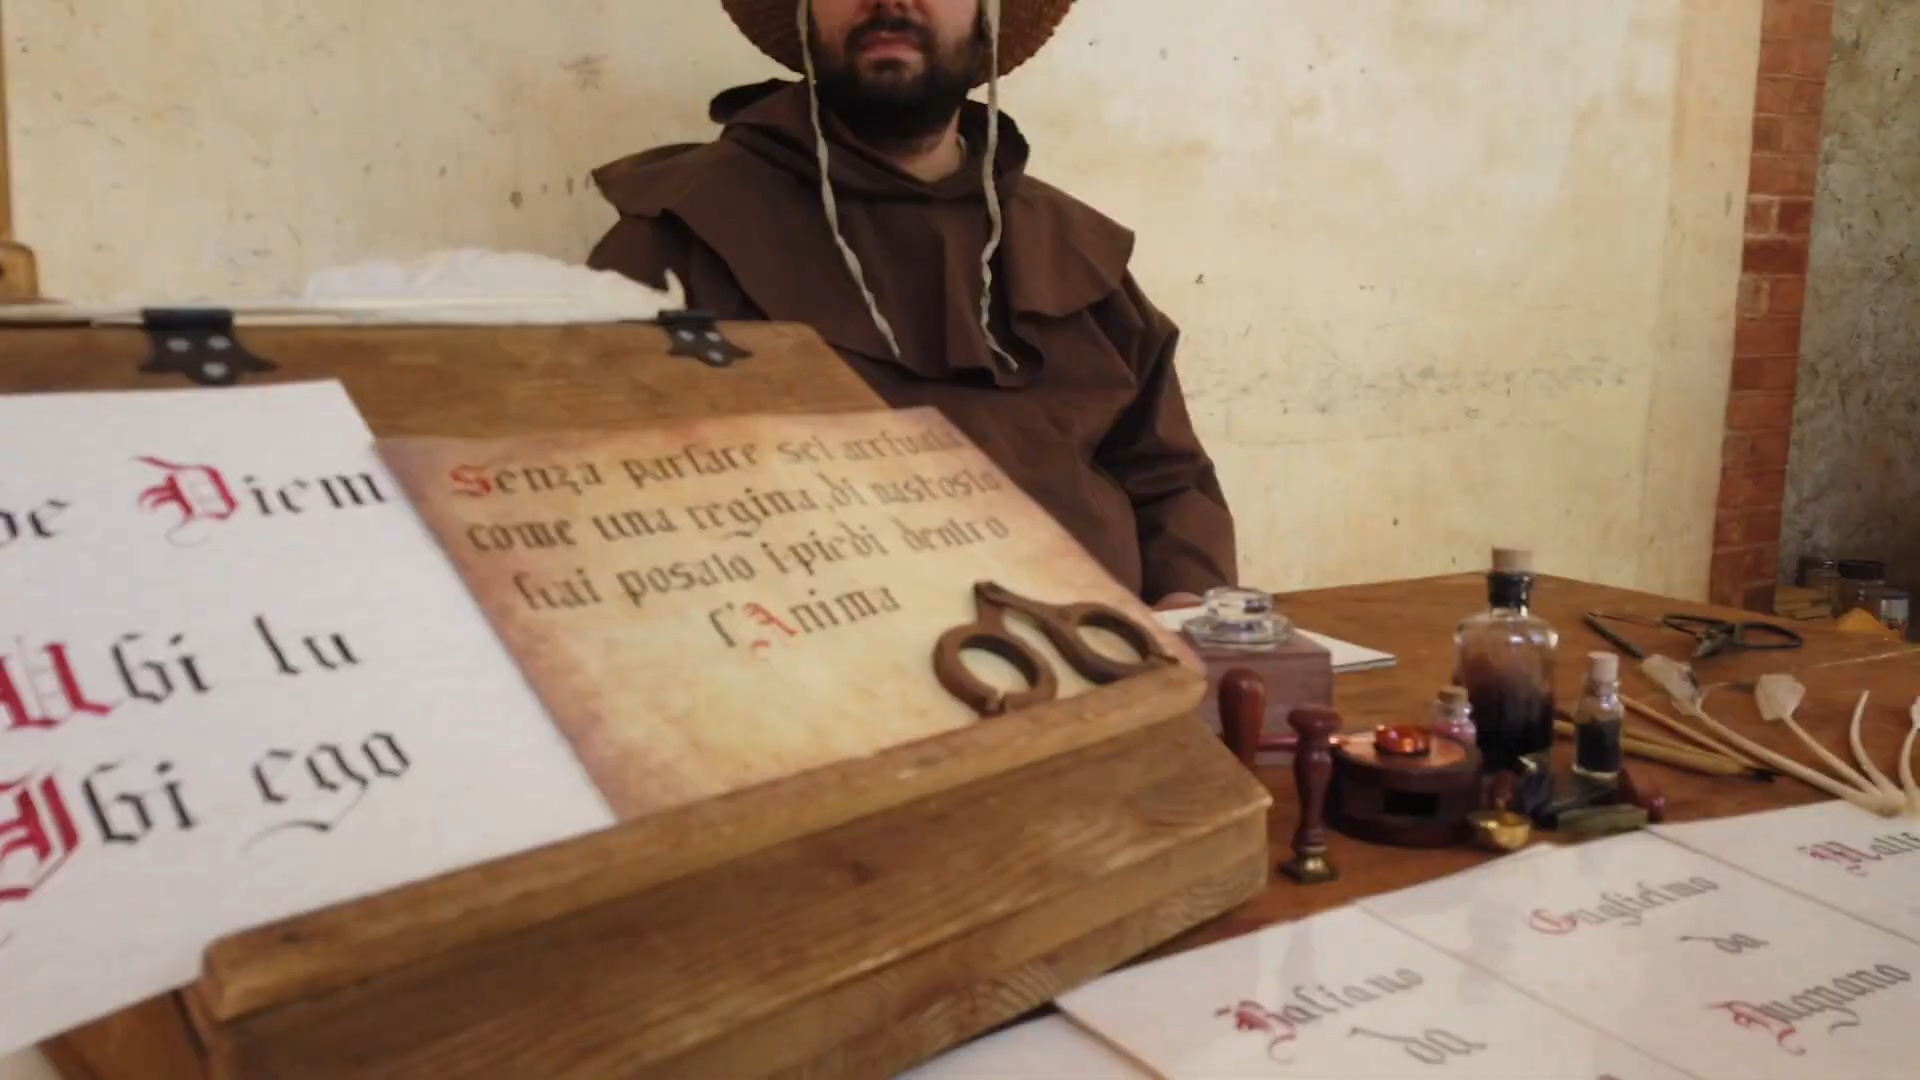 Diem
Ubi tu
Ibi ego
Senza parlare sei arrivata
come una regina, di nascosto
hai posato i piedi dentro
l'Anima
Guglielmo
da
Baliano
da